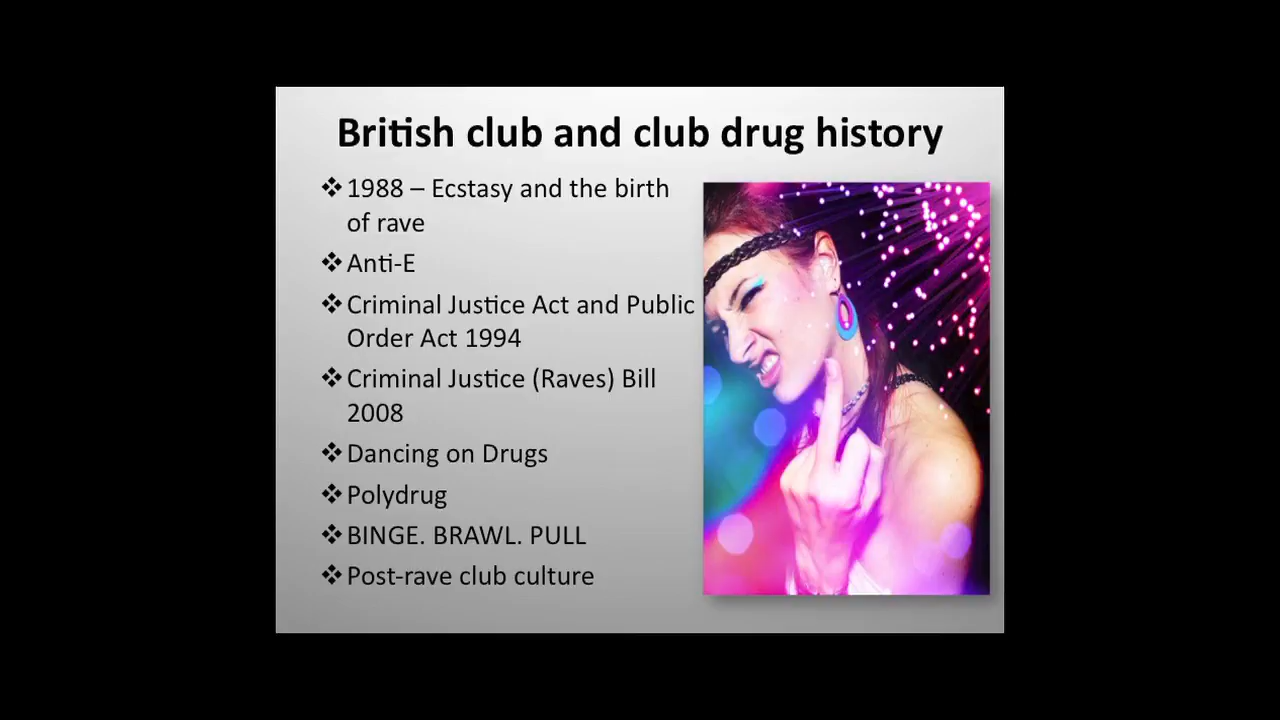 British club and club drug history
❖ 1988 – Ecstasy and the birth
of rave
❖ Anti-E
❖ Criminal Justice Act and Public
Order Act 1994
❖ Criminal Justice (Raves) Bill
2008
❖ Dancing on Drugs
❖ Polydrug
❖ BINGE. BRAWL. PULL
❖ Post-rave club culture